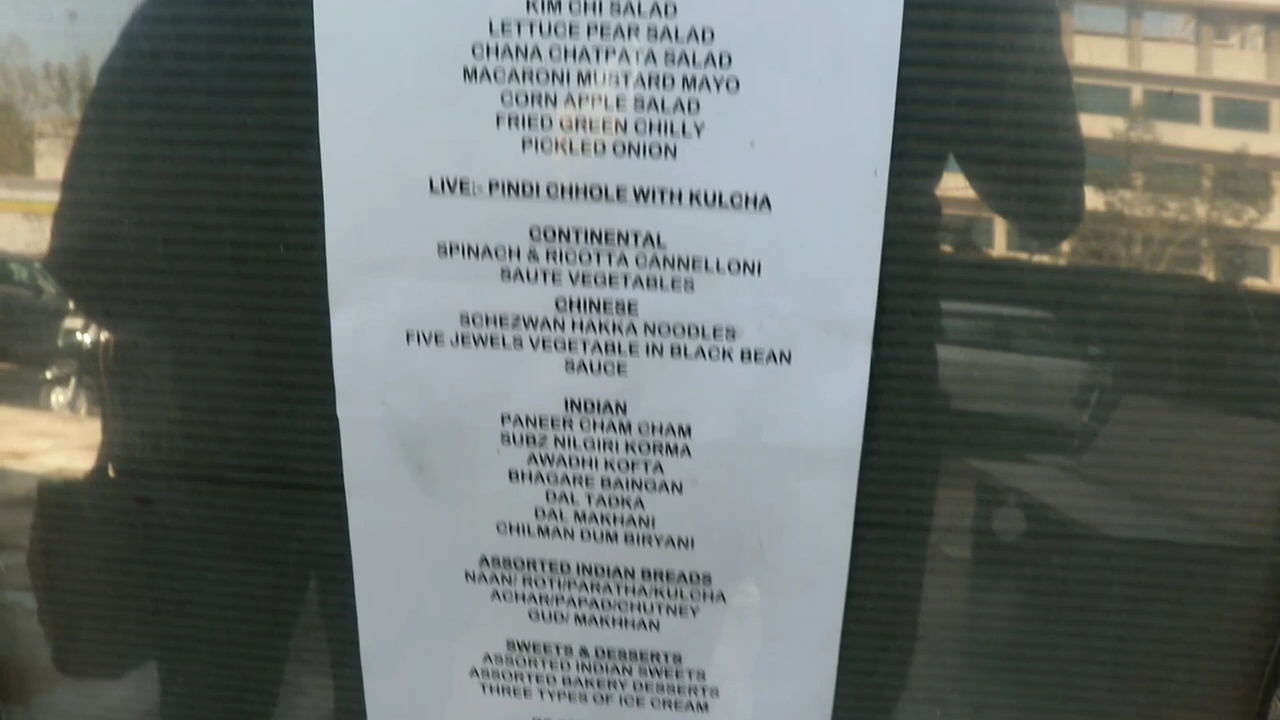 KIM CHI SALAD
LETTUCE PEAR SALAD
CHANA CHATPATA SALAD
MACARONI MUSTARD MAYO
CORN APPLE SALAD
FRIED GREEN CHILLY
PICKLED ONION
LIVE:- PINDI CHHOLE WITH KULCHA
CONTINENTAL
SPINACH & RICOTTA CANNELLONI
SAUTE VEGETABLES
CHINESE
SCHEZWAN HAKKA NOODLES
FIVE JEWELS VEGETABLE IN BLACK BEAN
SAUCE
INDIAN
PANEER CHAM CHAM
SUBZ NILGIRI KORMA
AWADHI KOFTA
BHAGARE BAINGAN
DAL TADKA
DAL MAKHANI
CHILMAN DUM BIRYANI
ASSORTED INDIAN BREADS
NAAN/ ROTI/PARATHA/KULCHA
ACHAR/PAPAD/CHUTNEY
GUD/ MAKHHAN
SWEETS & DESSERTS
ASSORTED INDIAN SWEETS
ASSORTED BAKERY DESSERTS
THREE TYPES OF ICE CREAM